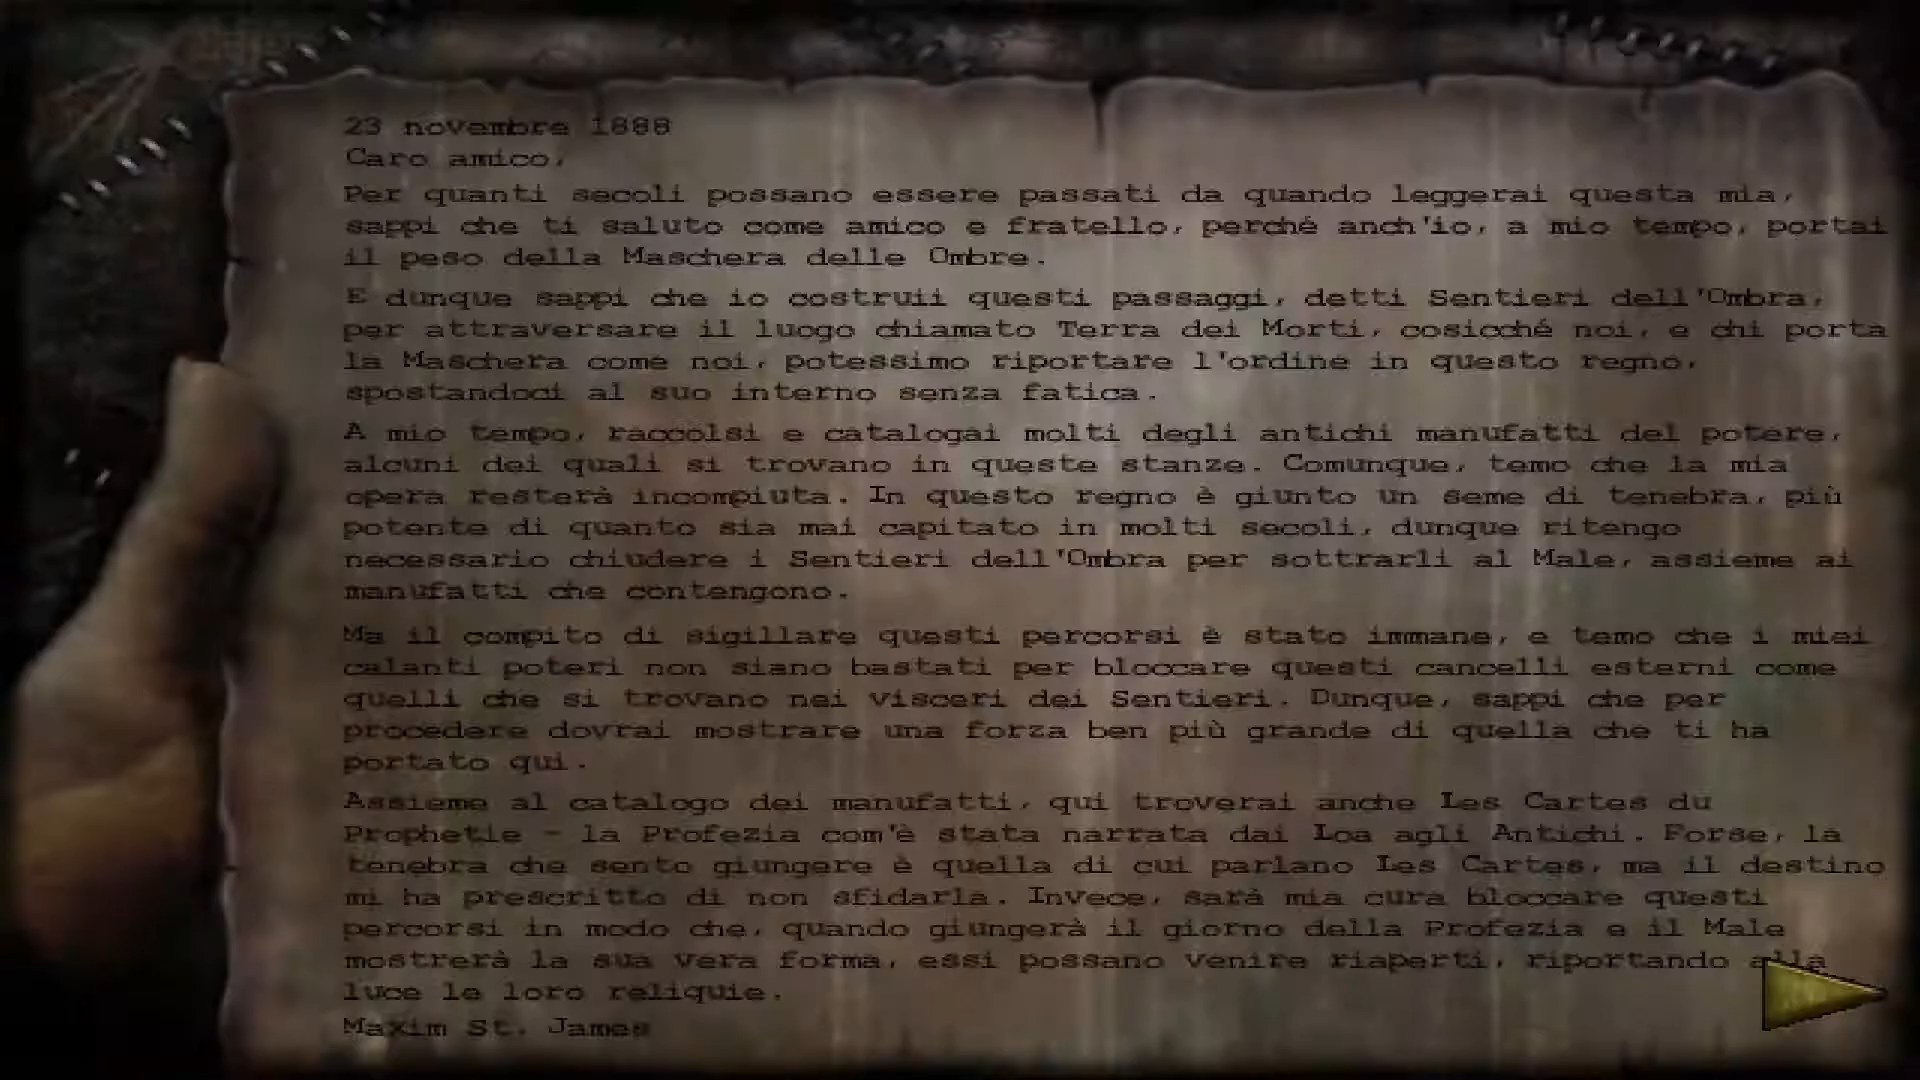 23 novembre 1888
Caro amico,
Per quanti secoli possano essere passati da quando leggerai questa mia,
sappi che ti saluto come amico e fratello, perché anch'io, a mio tempo, portai
il peso della Maschera delle Ombre.
E dunque sappi che io costruii questi passaggi, detti Sentieri dell'Ombra,
per attraversare il luogo chiamato Terra dei Morti, cosicché noi, e chi porta
la Maschera come noi, potessimo riportare l'ordine in questo regno,
spostandoci al suo interno senza fatica.
A mio tempo, raccolsi e catalogai molti degli antichi manufatti del potere,
alcuni dei quali si trovano in queste stanze. Comunque, temo che la mia
opera resterà incompiuta. In questo regno è giunto un seme di tenebra, più
potente di quanto sia mai capitato in molti secoli, dunque ritengo
necessario chiudere i Sentieri dell'Ombra per sottrarli al Male, assieme ai
manufatti che contengono.
Ma il compito di sigillare questi percorsi è stato immane, e temo che i miei
calanti poteri non siano bastati per bloccare questi cancelli esterni come
quelli che si trovano nei visceri dei Sentieri. Dunque, sappi che per
procedere dovrai mostrare una forza ben più grande di quella che ti ha
portato qui.
Assieme al catalogo dei manufatti, qui troverai anche Les Cartes du
Prophetie - la Profezia com'è stata narrata dai Loa agli Antichi. Forse, la
tenebra che sento giungere è quella di cui parlano Les Cartes, ma il destino
mi ha prescritto di non sfidarla. Invece, sarà mia cura bloccare questi
percorsi in modo che, quando giungerà il giorno della Profezia e il Male
mostrerà la sua vera forma, essi possano venire riaperti, riportando alla
luce le loro reliquie.
Maxim St. James